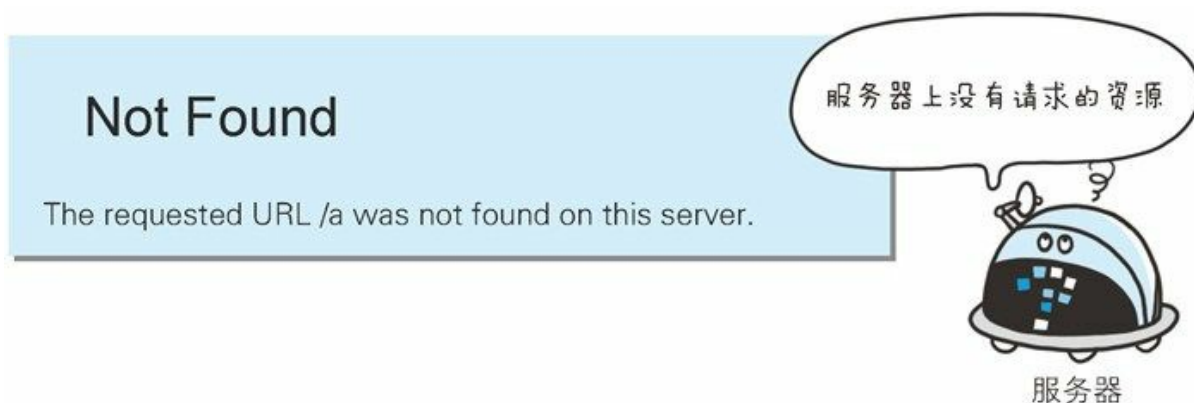 Not Found
The requested URL /a was not found on this server.
服务器上没有请求的资源
服务器